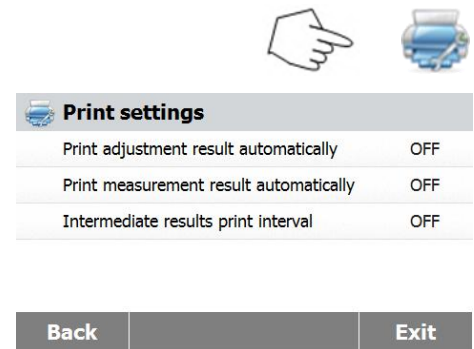 Print settings
Print adjustment result automatically OFF
Print measurement result automatically OFF
Intermediate results print interval OFF
Back Exit